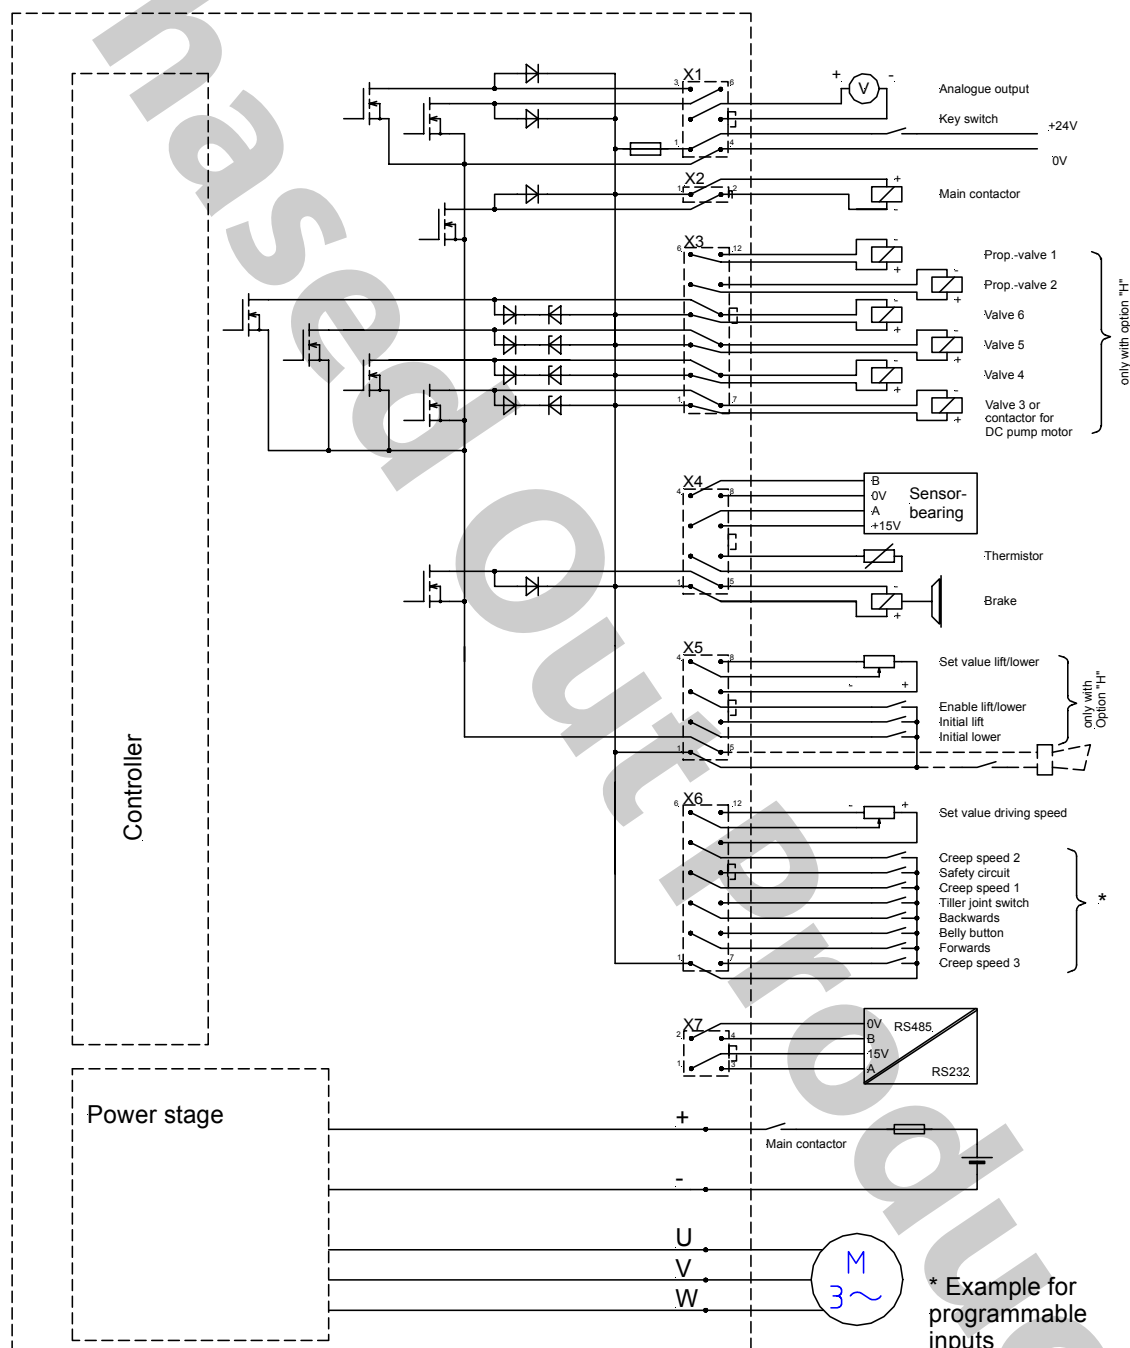 X1
3
6
+
-
V
Analogue output
Key switch
+24V
1
4
0V
X2
1
2
+
-
Main contactor
X3
6
12
-
+
Prop.-valve 1
-
+
Prop.-valve 2
-
+
Valve 6
-
+
Valve 5
-
+
Valve 4
-
+
1
7
Valve 3 or
contactor for
DC pump motor
only with option "H"
X4
4
8
B
0V
A
+15V
Sensor-
bearing
Thermistor
1
5
-
+
Brake
X5
4
8
Set value lift/lower
-
+
Enable lift/lower
Initial lift
Initial lower
only with
Option "H"
1
5
Controller
X6
6
12
-
+
Set value driving speed
Creep speed 2
Safety circuit
Creep speed 1
Tiller joint switch
Backwards
Belly button
Forwards
1
7
Creep speed 3
*
X7
2
4
1
3
0V
B
15V
A
RS485
RS232
Power stage
+
Main contactor
-
U
V
W
M
3~
* Example for
programmable
inputs
Phased Out Produc